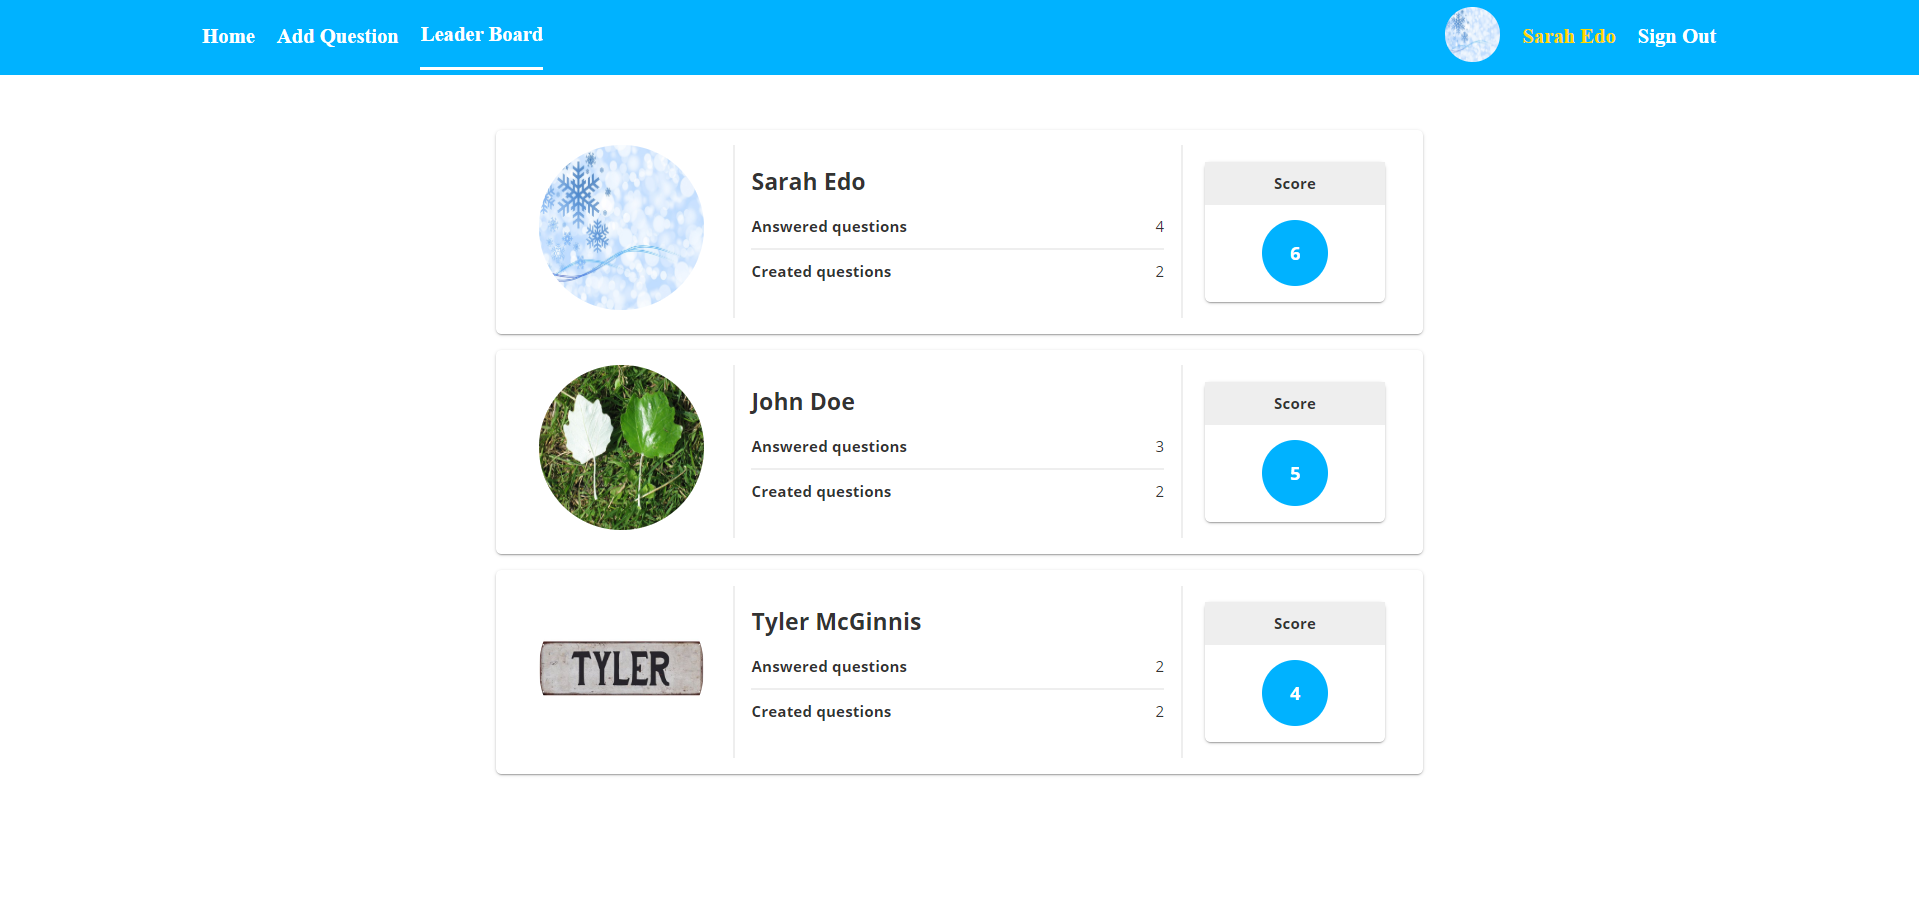 Home Add Question Leader Board Sarah Edo Sign Out
Sarah Edo
Answered questions 4
Created questions 2
Score
6
John Doe
Answered questions 3
Created questions 2
Score
5
TYLER
Tyler McGinnis
Answered questions 2
Created questions 2
Score
4